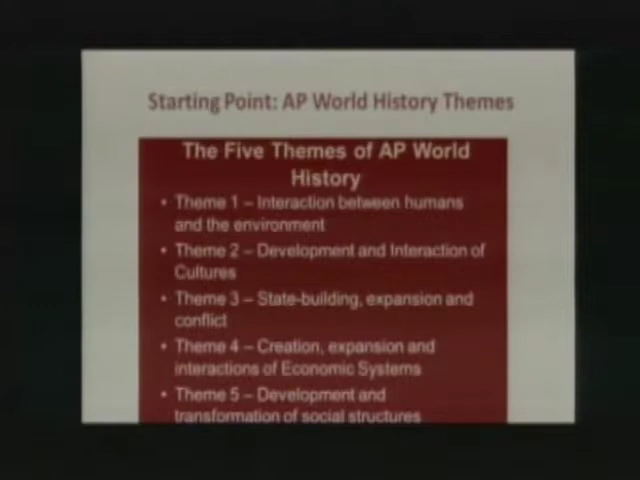 Starting Point: AP World History Themes
The Five Themes of AP World
History
• Theme 1 – Interaction between humans
and the environment
• Theme 2 – Development and Interaction of
Cultures
• Theme 3 – State-building, expansion and
conflict
• Theme 4 – Creation, expansion and
interactions of Economic Systems
• Theme 5 – Development and
transformation of social structures